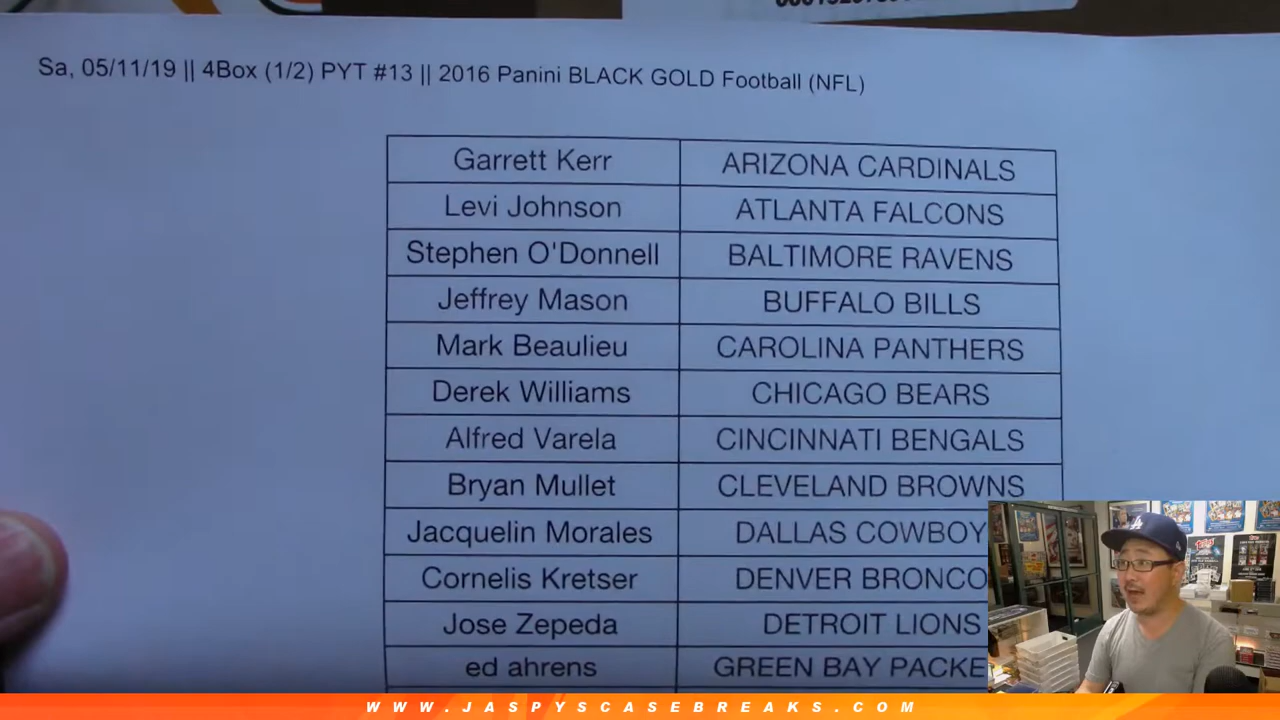 Sa, 05/11/19 || 4Box (1/2) PYT #13 || 2016 Panini BLACK GOLD Football (NFL)
Garrett Kerr ARIZONA CARDINALS
Levi Johnson ATLANTA FALCONS
Stephen O'Donnell BALTIMORE RAVENS
Jeffrey Mason BUFFALO BILLS
Mark Beaulieu CAROLINA PANTHERS
Derek Williams CHICAGO BEARS
Alfred Varela CINCINNATI BENGALS
Bryan Mullet CLEVELAND BROWNS
Jacquelin Morales DALLAS COWBOY
Cornelis Kretser DENVER BRONCO
Jose Zepeda DETROIT LIONS
ed ahrens GREEN BAY PACKE
WWW.JASPYSCASEBREAKS.COM